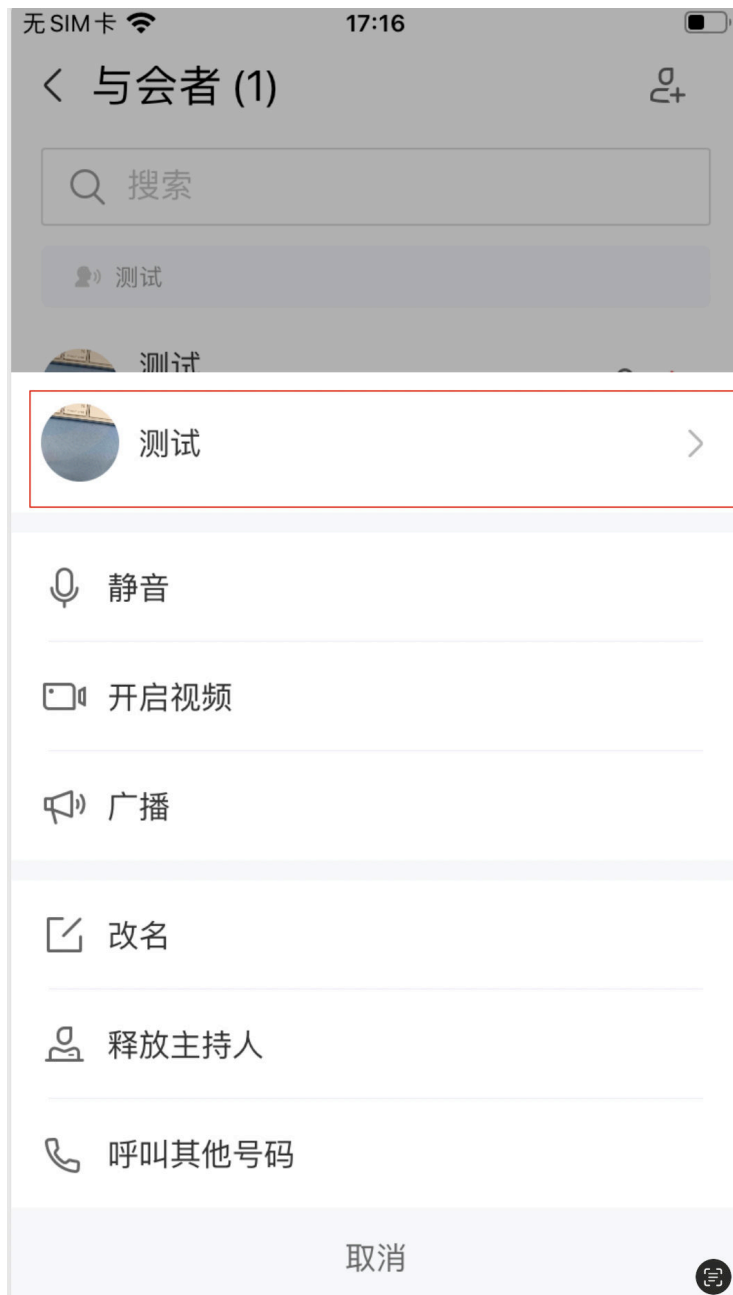 无SIM卡 17:16
与会者 (1)
搜索
测试
测试
测试
静音
开启视频
广播
改名
释放主持人
呼叫其他号码
取消